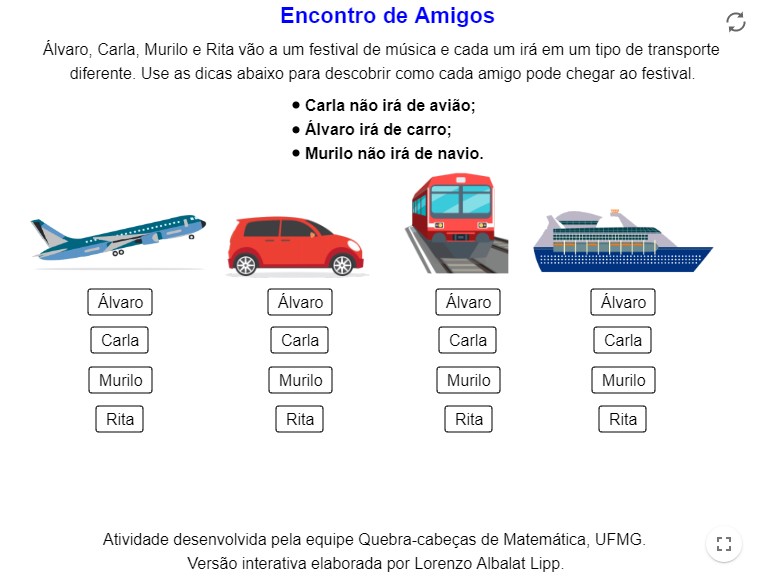 Encontro de Amigos
Álvaro, Carla, Murilo e Rita vão a um festival de música e cada um irá em um tipo de transporte
diferente. Use as dicas abaixo para descobrir como cada amigo pode chegar ao festival.
● Carla não irá de avião;
● Álvaro irá de carro;
● Murilo não irá de navio.
Álvaro Álvaro Álvaro Álvaro
Carla Carla Carla Carla
Murilo Murilo Murilo Murilo
Rita Rita Rita Rita
Atividade desenvolvida pela equipe Quebra-cabeças de Matemática, UFMG.
Versão interativa elaborada por Lorenzo Albalat Lipp.